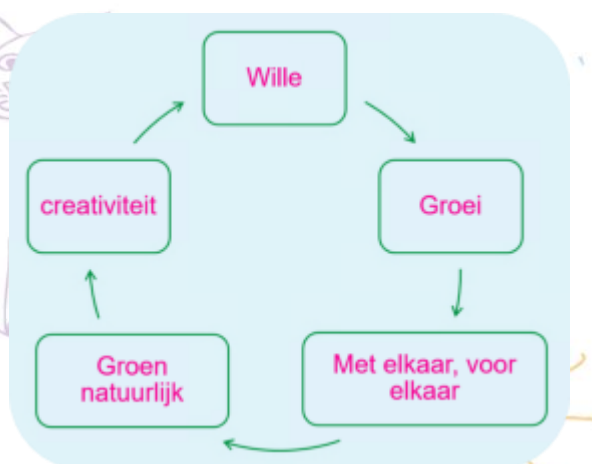 Wille
Groei
Met elkaar, voor
elkaar
Groen
natuurlijk
creativiteit